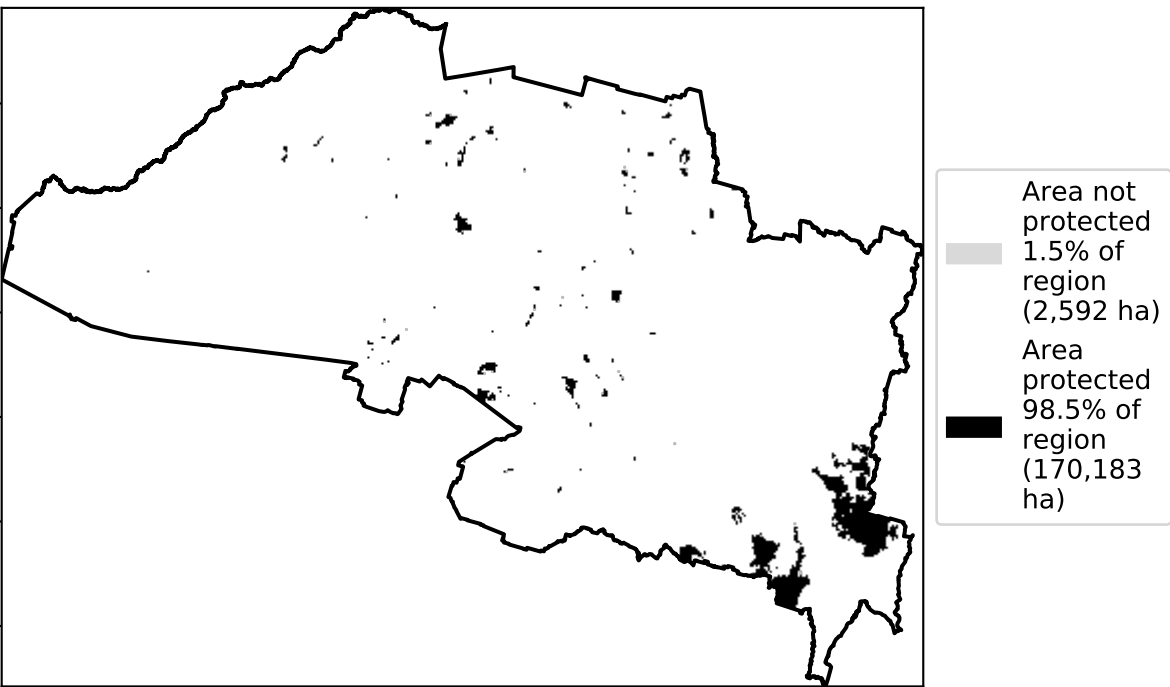 Area not
protected
1.5% of
region
(2,592 ha)
Area
protected
98.5% of
region
(170,183
ha)